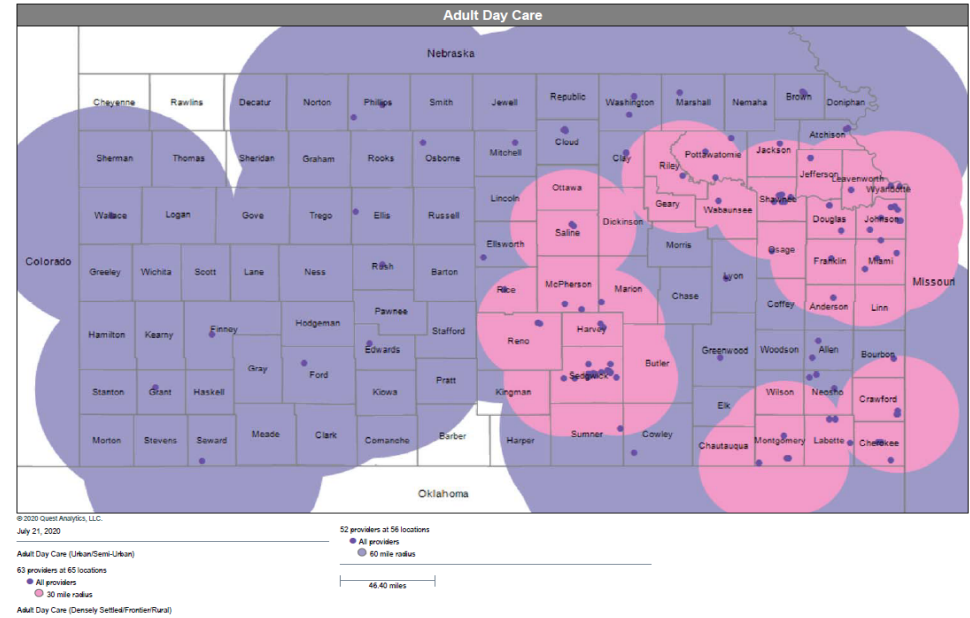 Adult Day Care
Nebraska
Cheyenne Rawlins Decatur Norton Phillips Smith Jewell Republic Washington Marshall Nemaha Brown Doniphan
Sherman Thomas Sheridan Graham Rooks Osborne Mitchell Cloud Clay Riley Pottawatomie Jackson Atchison
Jefferson Leavenworth Wyandotte
Wallace Logan Gove Trego Ellis Russell Lincoln Ottawa Saline Dickinson Geary Wabaunsee Shawnee Douglas Johnson
Colorado Greeley Wichita Scott Lane Ness Rush Barton Ellsworth Morris Osage Franklin Miami Missouri
Rice McPherson Marion Chase Lyon Coffey Anderson Linn
Hamilton Kearny Finney Hodgeman Pawnee Stafford Reno Harvey
Gray Ford Edwards Sedgwick Butler Greenwood Woodson Allen Bourbon
Stanton Grant Haskell Kiowa Pratt Kingman Elk Wilson Neosho Crawford
Morton Stevens Seward Meade Clark Comanche Barber Harper Sumner Cowley Chautauqua Montgomery Labette Cherokee
Oklahoma
© 2020 Quest Analytics, LLC.
July 21, 2020
Adult Day Care (Urban/Semi-Urban)
63 providers at 65 locations
All providers
30 mile radius
Adult Day Care (Densely Settled/Frontier/Rural)
52 providers at 56 locations
All providers
60 mile radius
46.40 miles